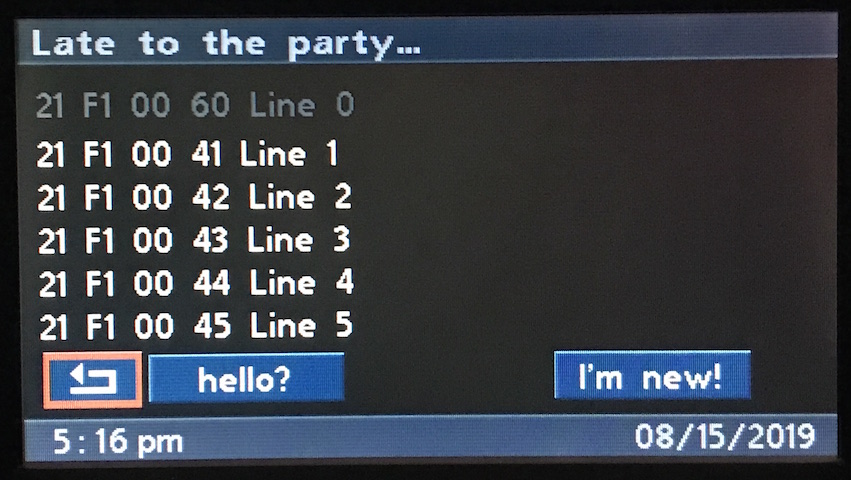 Late to the party...
21 F1 00 60 Line 0
21 F1 00 41 Line 1
21 F1 00 42 Line 2
21 F1 00 43 Line 3
21 F1 00 44 Line 4
21 F1 00 45 Line 5
hello? I'm new!
5:16 pm 08/15/2019